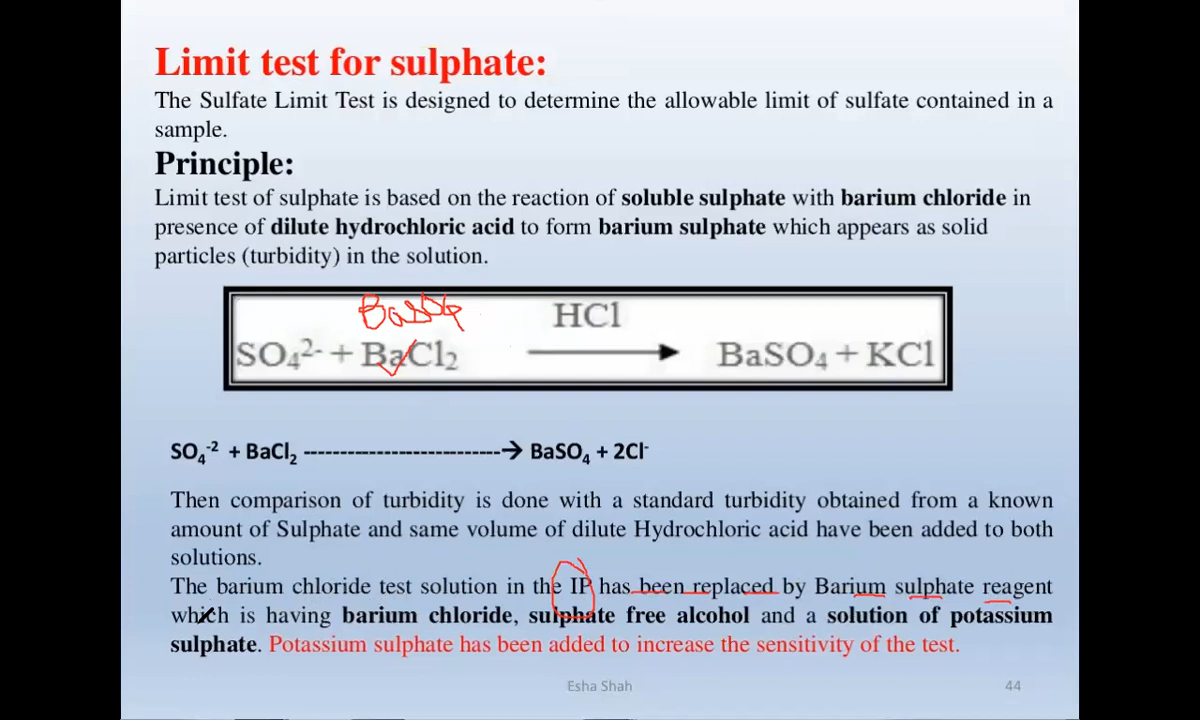 Limit test for sulphate:
The Sulfate Limit Test is designed to determine the allowable limit of sulfate contained in a
sample.
Principle:
Limit test of sulphate is based on the reaction of soluble sulphate with barium chloride in
presence of dilute hydrochloric acid to form barium sulphate which appears as solid
particles (turbidity) in the solution.
BaSO4
HCl
SO₄²⁻ + BaCl₂ ⟶ BaSO₄ + KCl
SO₄⁻² + BaCl₂ ---------------------------→ BaSO₄ + 2Cl⁻
Then comparison of turbidity is done with a standard turbidity obtained from a known
amount of Sulphate and same volume of dilute Hydrochloric acid have been added to both
solutions.
The barium chloride test solution in the IP has been replaced by Barium sulphate reagent
which is having barium chloride, sulphate free alcohol and a solution of potassium
sulphate. Potassium sulphate has been added to increase the sensitivity of the test.
Esha Shah
44